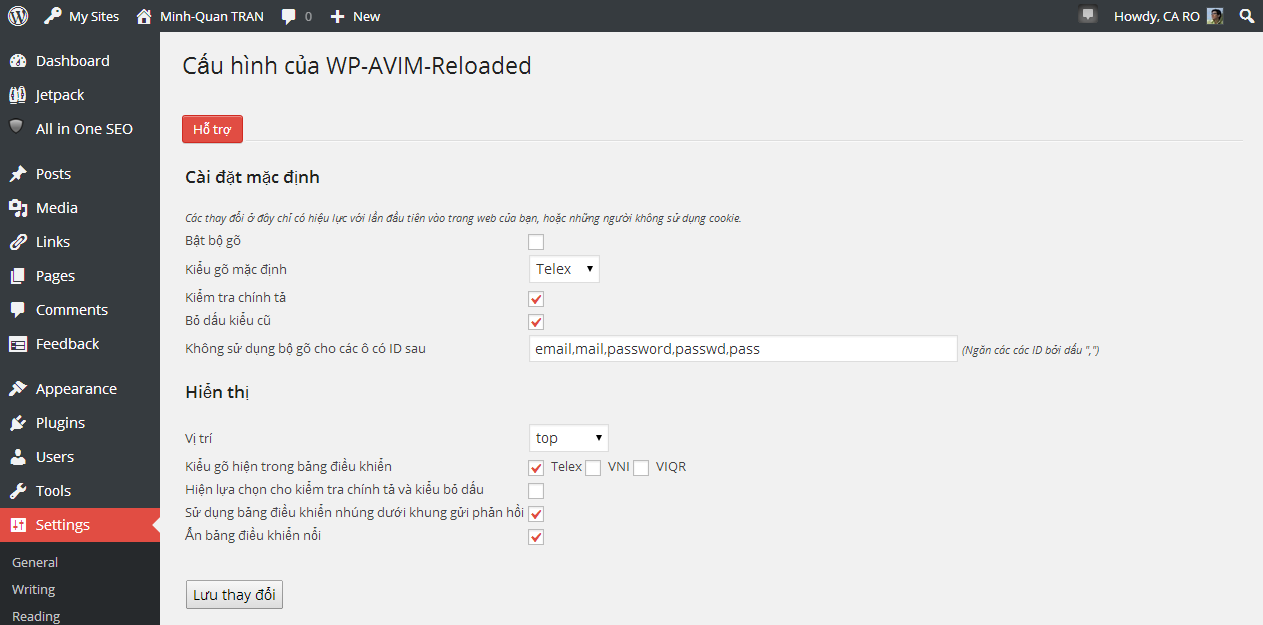 My Sites Minh-Quan TRAN 0 New Howdy, CA RO
Dashboard
Jetpack
All in One SEO
Posts
Media
Links
Pages
Comments
Feedback
Appearance
Plugins
Users
Tools
Settings
General
Writing
Reading
Cấu hình của WP-AVIM-Reloaded
Hỗ trợ
Cài đặt mặc định
Các thay đổi ở đây chỉ có hiệu lực với lần đầu tiên vào trang web của bạn, hoặc những người không sử dụng cookie.
Bật bộ gõ
Kiểu gõ mặc định Telex
Kiểm tra chính tả
Bỏ dấu kiểu cũ
Không sử dụng bộ gõ cho các ô có ID sau email,mail,password,passwd,pass (Ngăn các các ID bởi dấu ",")
Hiển thị
Vị trí top
Kiểu gõ hiện trong bảng điều khiển Telex VNI VIQR
Hiện lựa chọn cho kiểm tra chính tả và kiểu bỏ dấu
Sử dụng bảng điều khiển nhúng dưới khung gửi phản hồi
Ẩn bảng điều khiển nổi
Lưu thay đổi